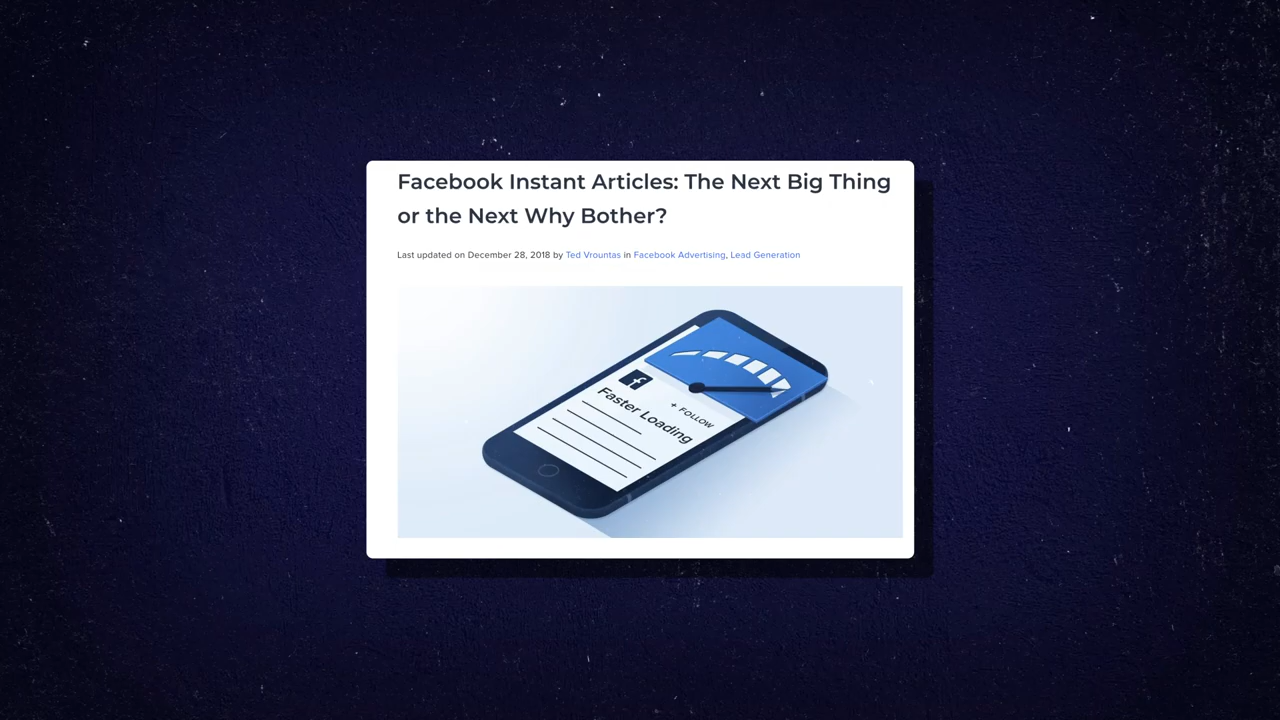 Facebook Instant Articles: The Next Big Thing
or the Next Why Bother?
Last updated on December 28, 2018 by Ted Vrountas in Facebook Advertising, Lead Generation
f
+ FOLLOW
Faster Loading